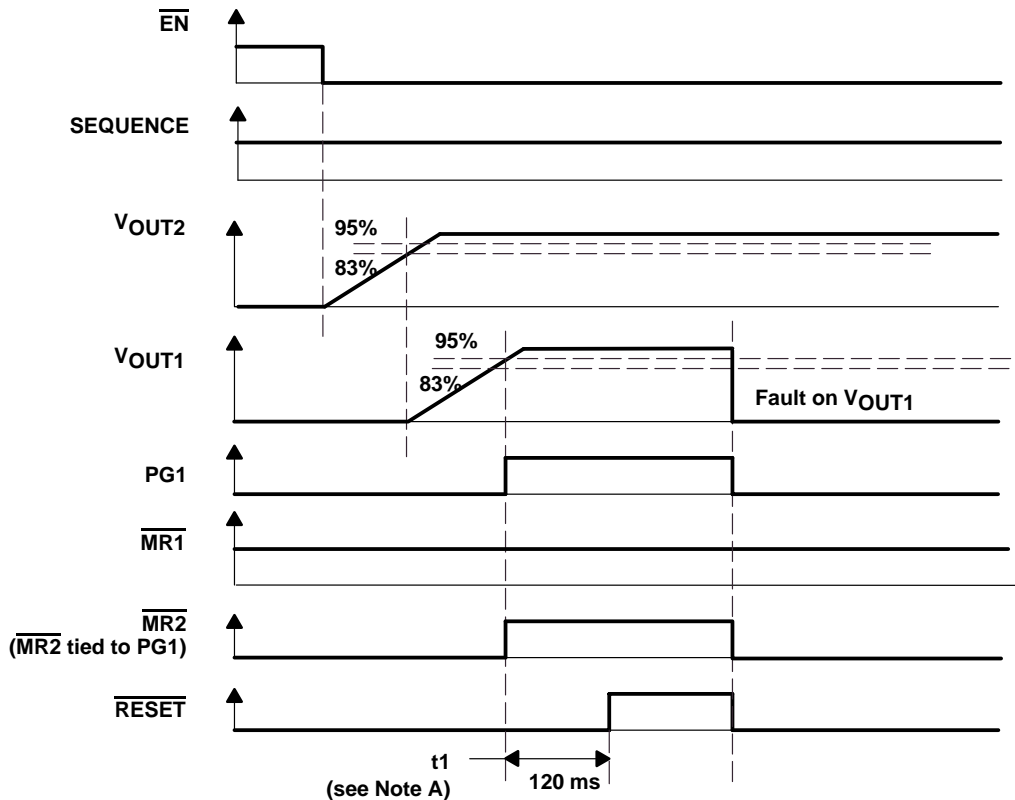 EN
SEQUENCE
VOUT2
95%
83%
VOUT1
95%
83%
Fault on VOUT1
PG1
MR1
MR2
(MR2 tied to PG1)
RESET
t1
(see Note A)
120 ms